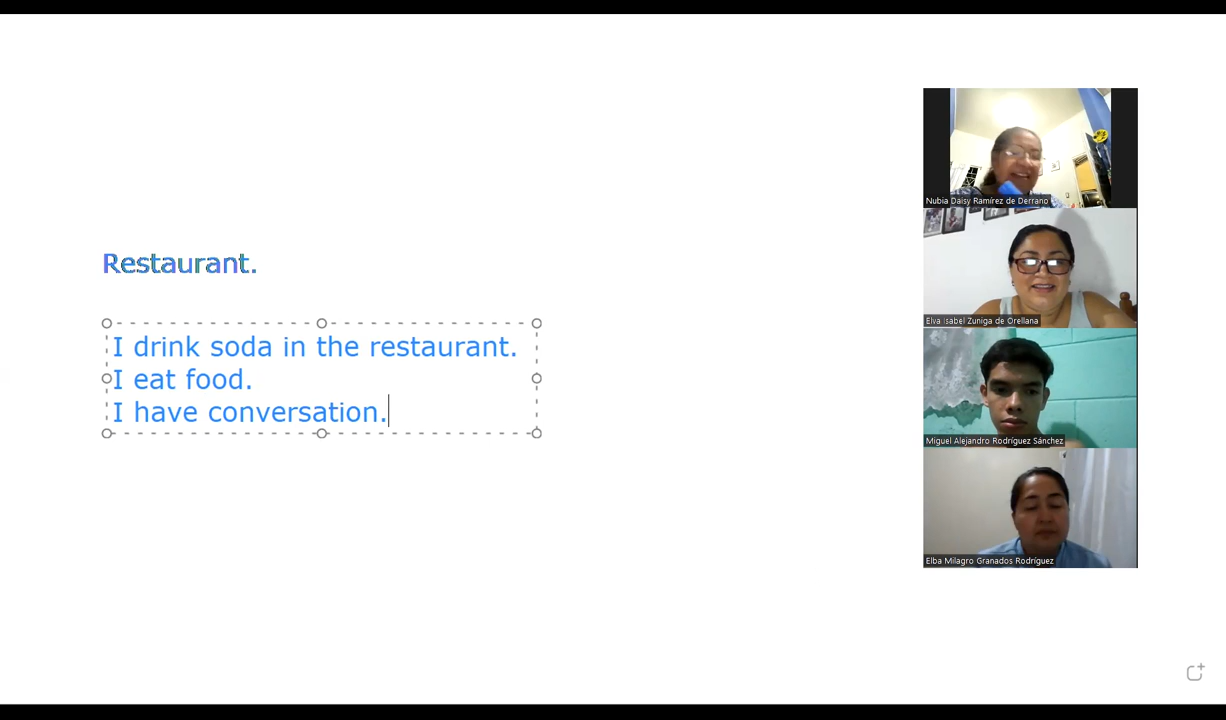 Restaurant.
I drink soda in the restaurant.
I eat food.
I have conversation.
Nubia Daisy Ramírez de Derrano
Elva Isabel Zuniga de Orellana
Miguel Alejandro Rodríguez Sánchez
Elba Milagro Granados Rodríguez